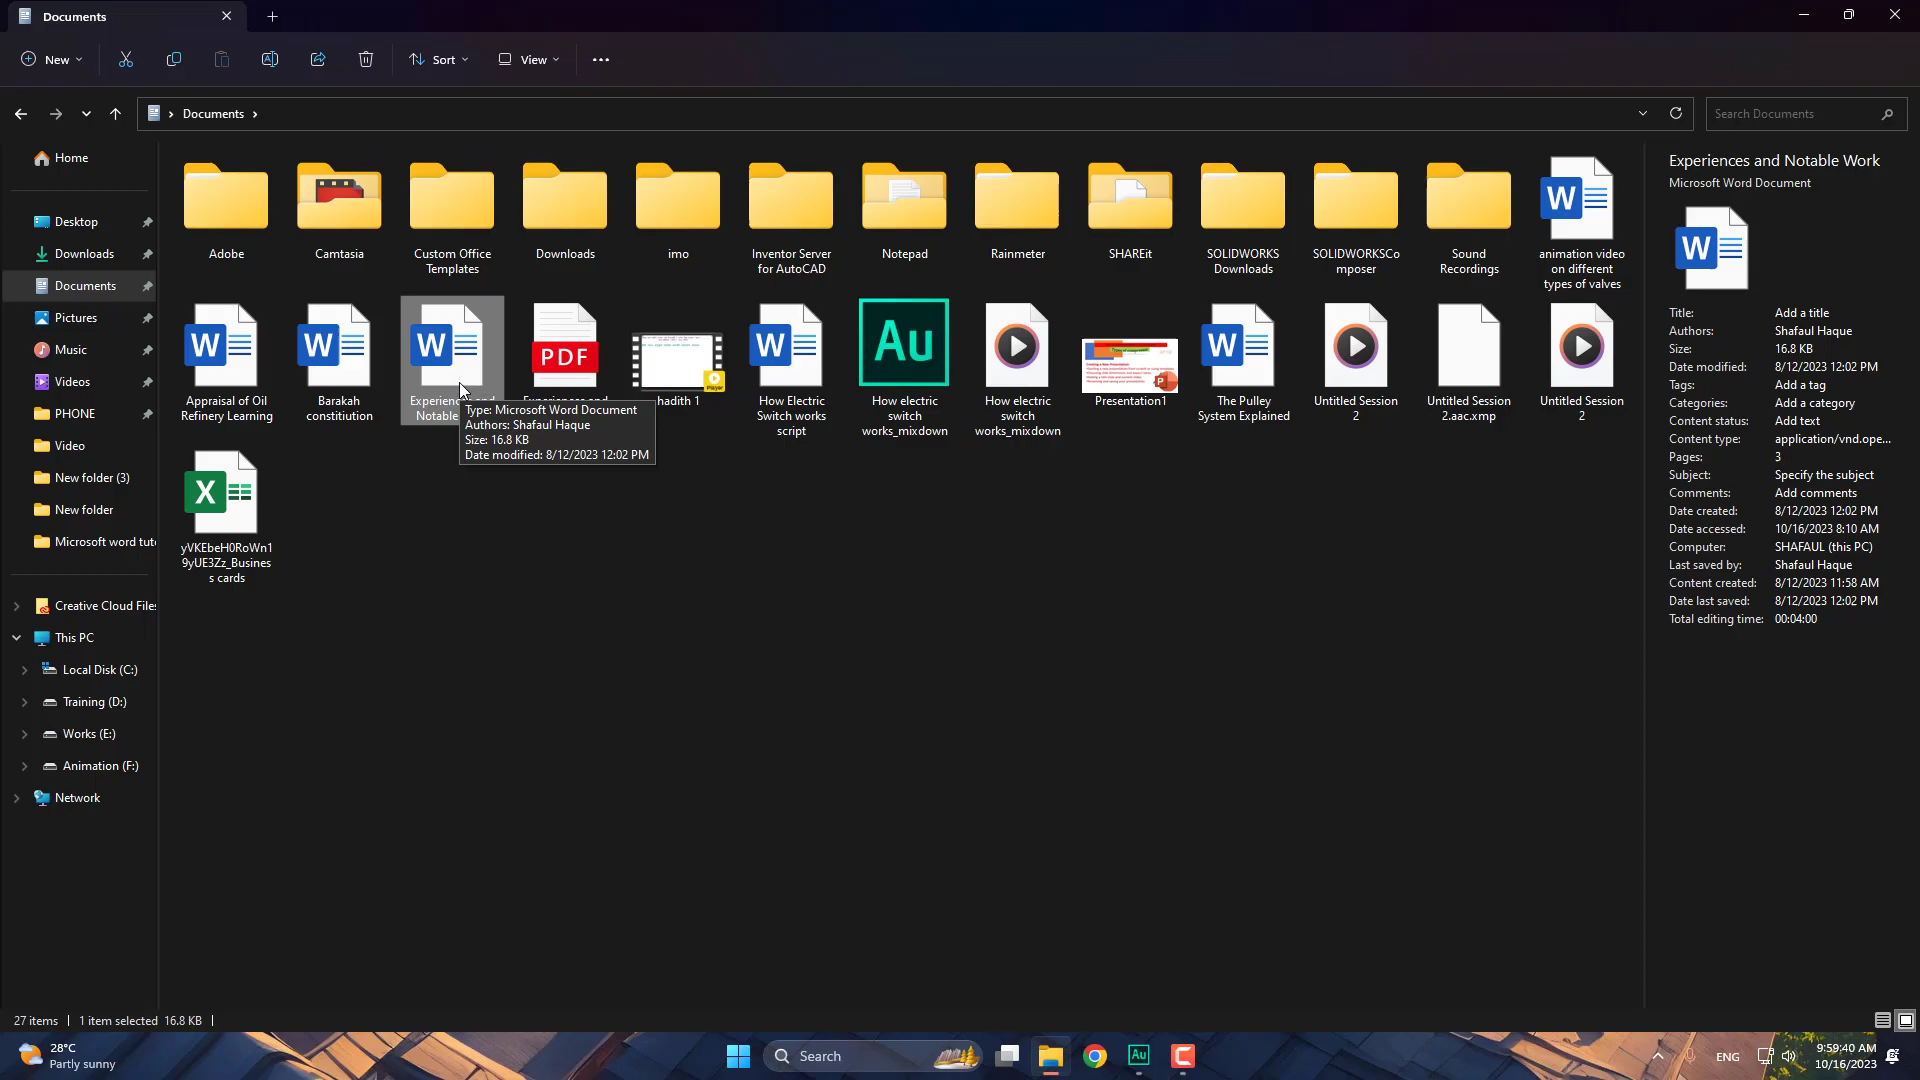 Documents
New
Sort
View
Documents
Search Documents
Home
Desktop
Downloads
Documents
Pictures
Music
Videos
PHONE
Video
New folder (3)
New folder
Microsoft word tut
Creative Cloud Files
This PC
Local Disk (C:)
Training (D:)
Works (E:)
Animation (F:)
Network
Adobe
Camtasia
Custom Office
Templates
Downloads
imo
Inventor Server
for AutoCAD
Notepad
Rainmeter
SHAREit
SOLIDWORKS
Downloads
SOLIDWORKSCo
mposer
Sound
Recordings
animation video
on different
types of valves
Appraisal of Oil
Refinery Learning
Barakah
constitiution
Notable
PDF
hadith 1
How Electric
Switch works
script
Au
How electric
switch
works_mixdown
How electric
switch
works_mixdown
Presentation1
The Pulley
System Explained
Untitled Session
2
Untitled Session
2.aac.xmp
Untitled Session
2
yVKEbeH0RoWn1
9yUE3Zz_Busines
s cards
Type: Microsoft Word Document
Authors: Shafaul Haque
Size: 16.8 KB
Date modified: 8/12/2023 12:02 PM
Experiences and Notable Work
Microsoft Word Document
Title: Add a title
Authors: Shafaul Haque
Size: 16.8 KB
Date modified: 8/12/2023 12:02 PM
Tags: Add a tag
Categories: Add a category
Content status: Add text
Content type: application/vnd.ope...
Pages: 3
Subject: Specify the subject
Comments: Add comments
Date created: 8/12/2023 12:02 PM
Date accessed: 10/16/2023 8:10 AM
Computer: SHAFAUL (this PC)
Last saved by: Shafaul Haque
Content created: 8/12/2023 11:58 AM
Date last saved: 8/12/2023 12:02 PM
Total editing time: 00:04:00
27 items | 1 item selected 16.8 KB |
28°C
Partly sunny
Search
Au
ENG
9:59:40 AM
10/16/2023